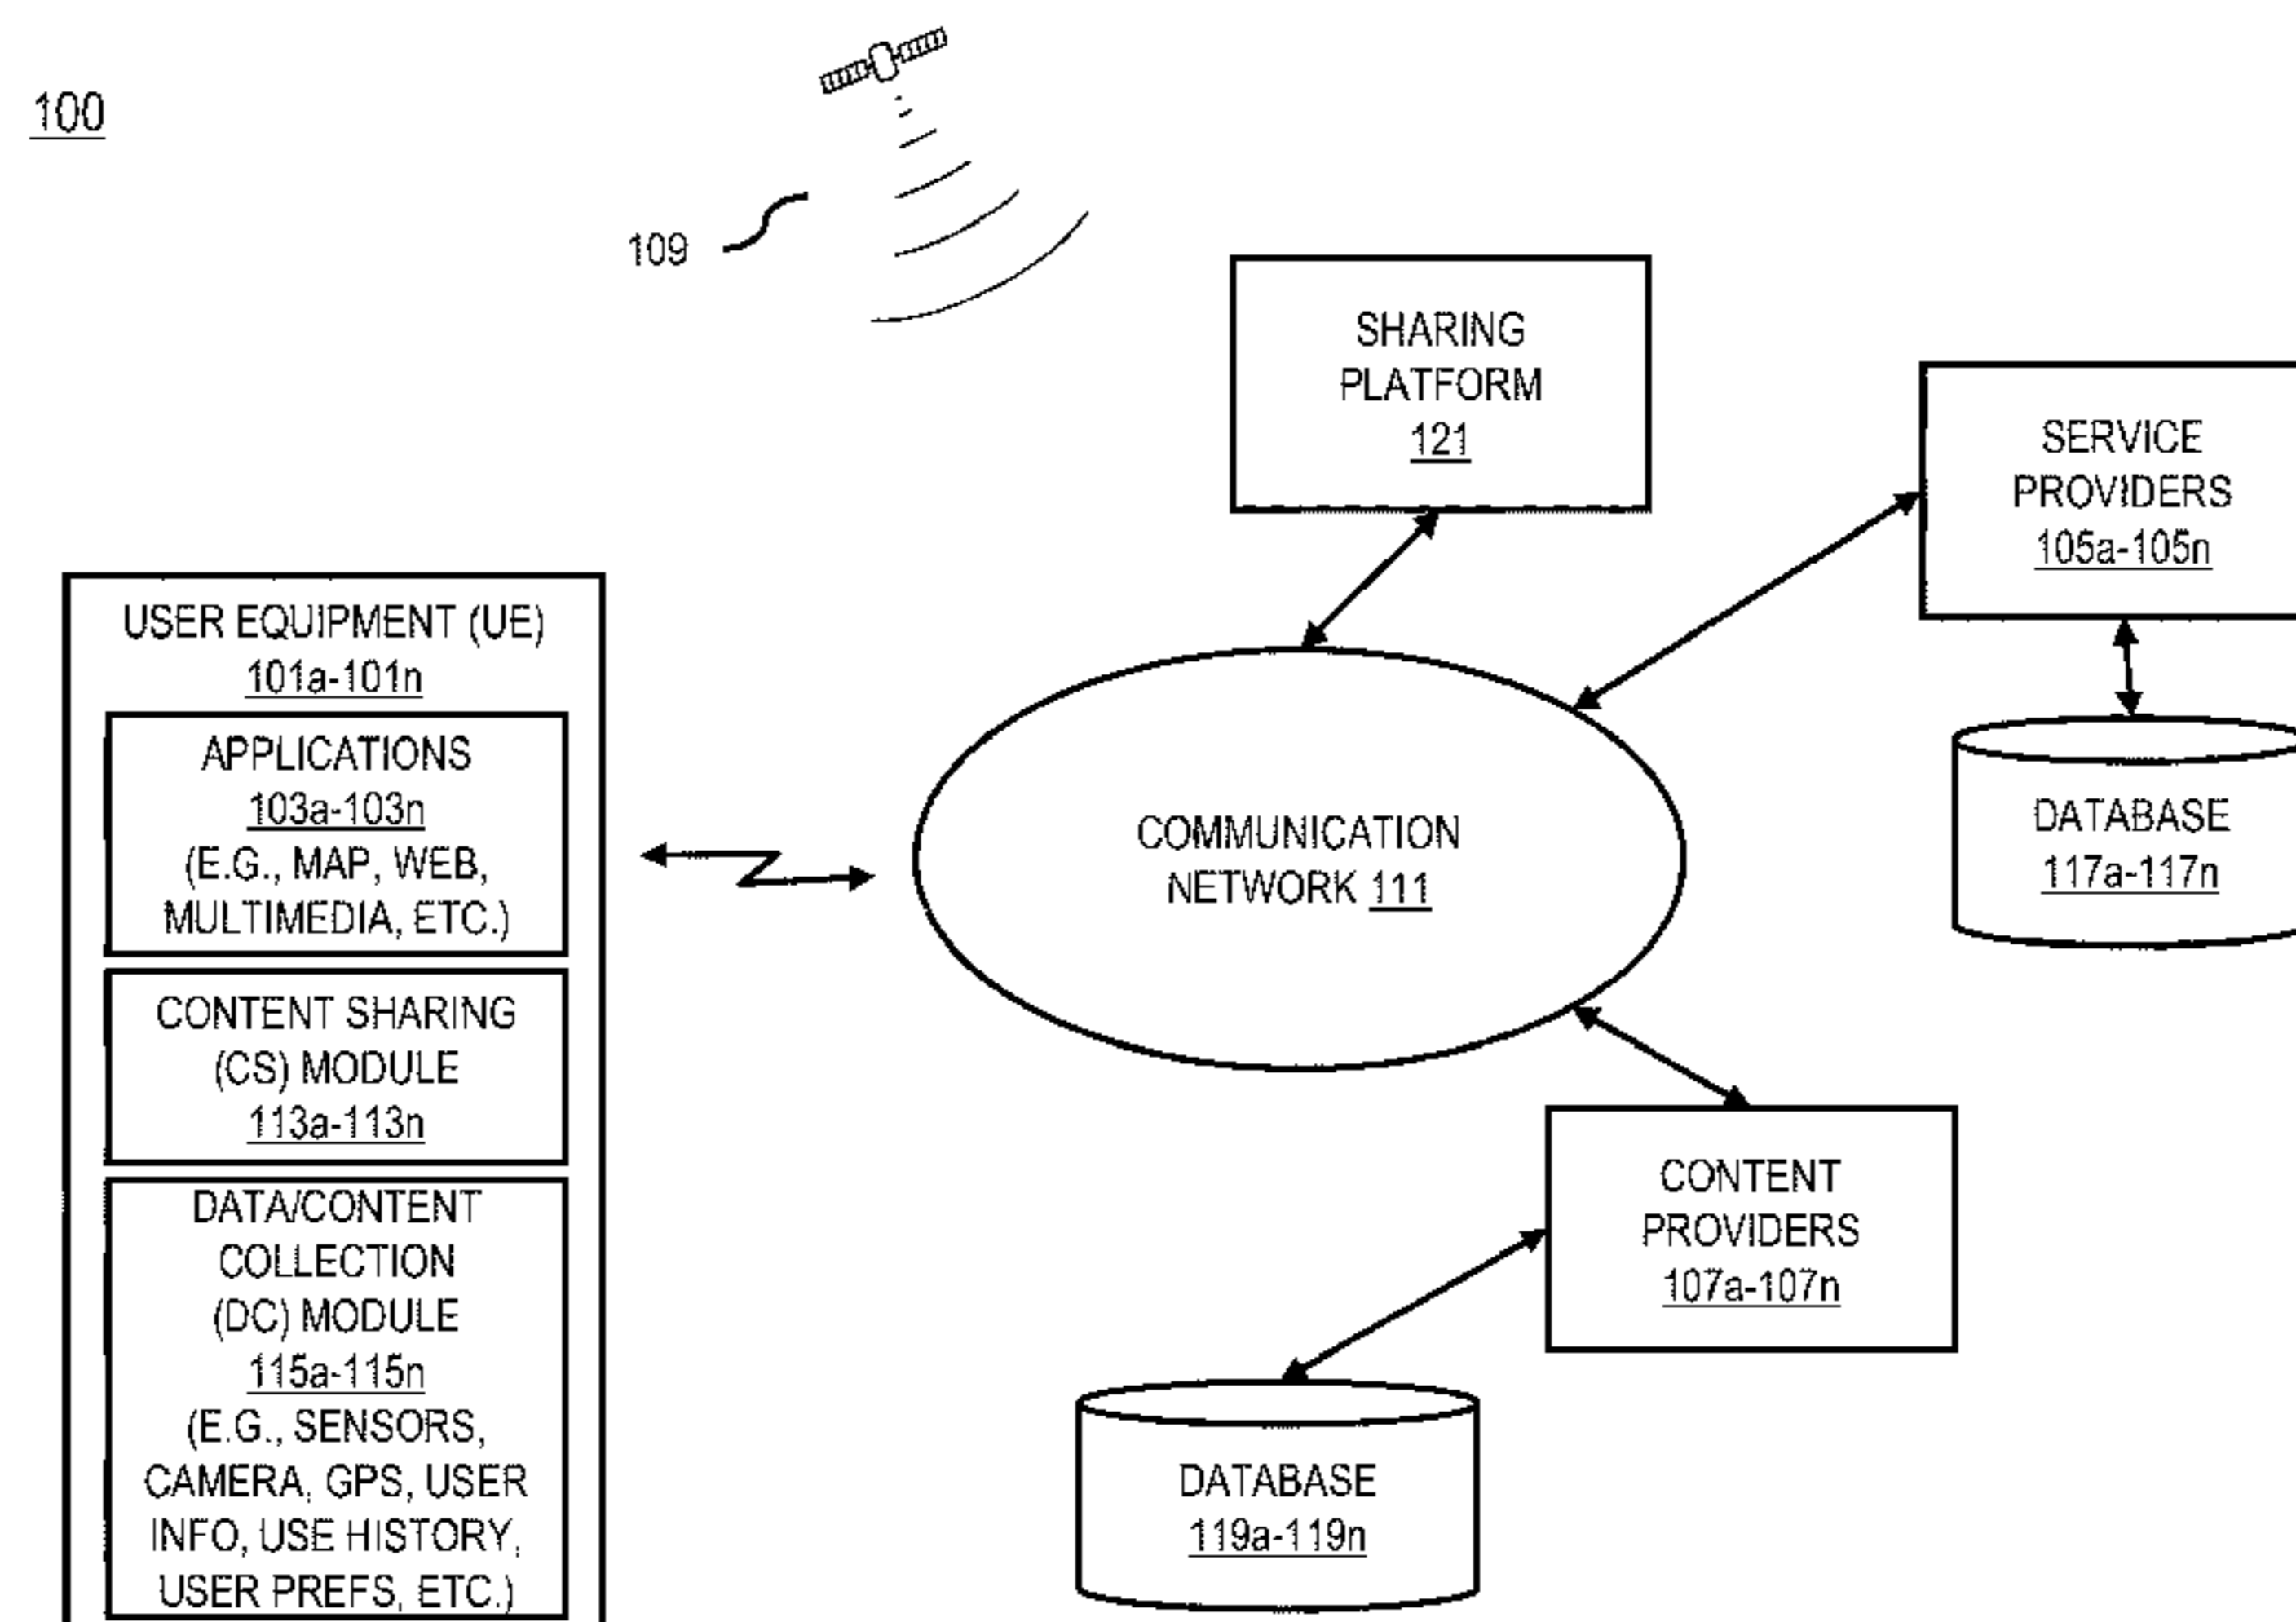 100
109
SHARING
PLATFORM
121
SERVICE
PROVIDERS
105a-105n
USER EQUIPMENT (UE)
101a-101n
APPLICATIONS
103a-103n
(E.G., MAP, WEB,
MULTIMEDIA, ETC.)
CONTENT SHARING
(CS) MODULE
113a-113n
DATA/CONTENT
COLLECTION
(DC) MODULE
115a-115n
(E.G., SENSORS,
CAMERA, GPS, USER
INFO, USE HISTORY,
USER PREFS, ETC.)
COMMUNICATION
NETWORK 111
DATABASE
117a-117n
CONTENT
PROVIDERS
107a-107n
DATABASE
119a-119n